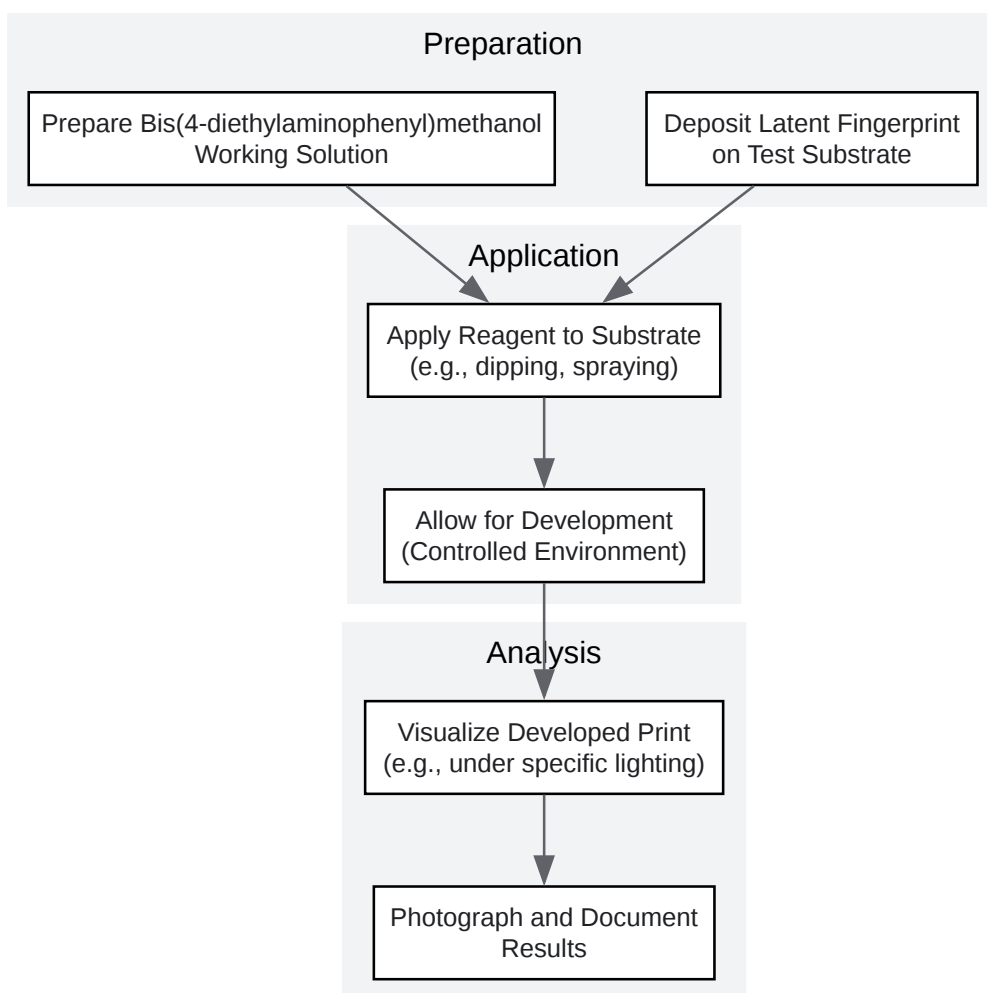 Preparation
Prepare Bis(4-diethylaminophenyl)methanol
Working Solution
Deposit Latent Fingerprint
on Test Substrate
Application
Apply Reagent to Substrate
(e.g., dipping, spraying)
Allow for Development
(Controlled Environment)
Analysis
Visualize Developed Print
(e.g., under specific lighting)
Photograph and Document
Results